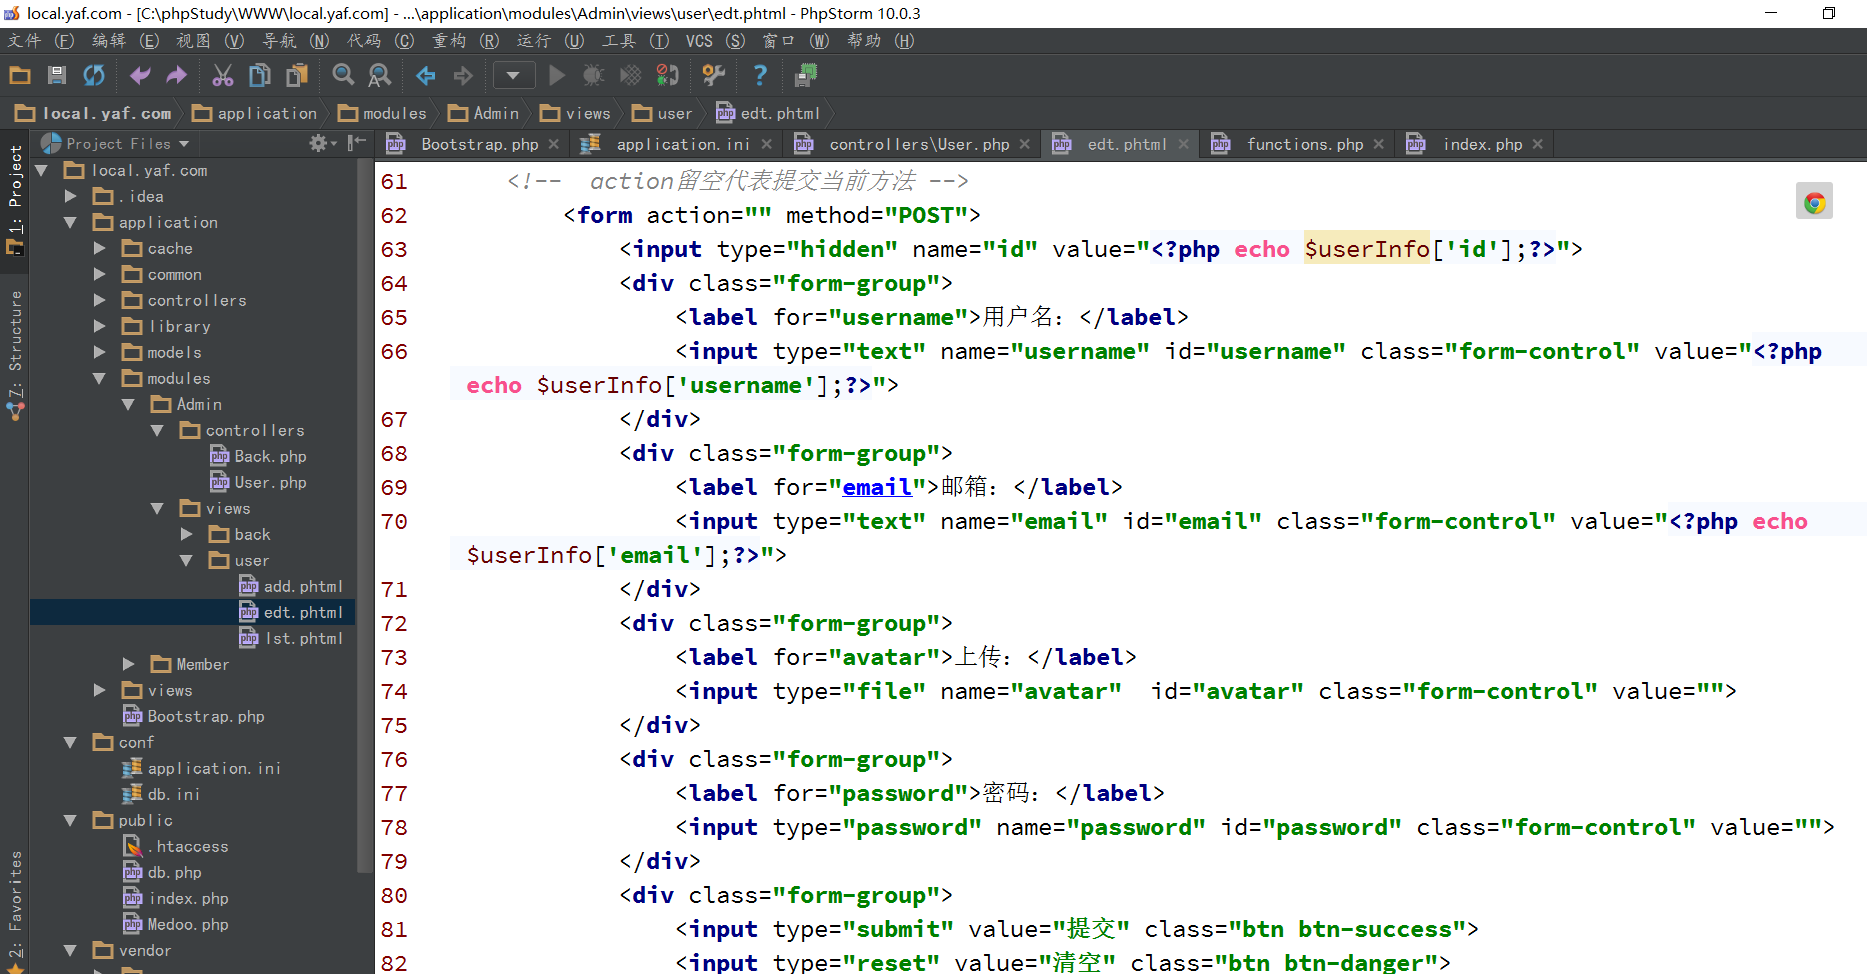 local.yaf.com - [C:\phpStudy\WWW\local.yaf.com] - ...\application\modules\Admin\views\user\edt.phtml - PhpStorm 10.0.3
文件 (F) 编辑 (E) 视图 (V) 导航 (N) 代码 (C) 重构 (R) 运行 (U) 工具 (T) VCS (S) 窗口 (W) 帮助 (H)
local.yaf.com application modules Admin views user edt.phtml
Project Files
Bootstrap.php application.ini controllers\User.php edt.phtml functions.php index.php
1: Project
7: Structure
2: Favorites
local.yaf.com
.idea
application
cache
common
controllers
library
models
modules
Admin
controllers
Back.php
User.php
views
back
user
add.phtml
edt.phtml
lst.phtml
Member
views
Bootstrap.php
conf
application.ini
db.ini
public
.htaccess
db.php
index.php
Medoo.php
vendor
61 <!--  action留空代表提交当前方法 -->
62 <form action="" method="POST">
63 <input type="hidden" name="id" value="<?php echo $userInfo['id'];?>">
64 <div class="form-group">
65 <label for="username">用户名：</label>
66 <input type="text" name="username" id="username" class="form-control" value="<?php
echo $userInfo['username'];?>">
67 </div>
68 <div class="form-group">
69 <label for="email">邮箱：</label>
70 <input type="text" name="email" id="email" class="form-control" value="<?php echo
$userInfo['email'];?>">
71 </div>
72 <div class="form-group">
73 <label for="avatar">上传：</label>
74 <input type="file" name="avatar"  id="avatar" class="form-control" value="">
75 </div>
76 <div class="form-group">
77 <label for="password">密码：</label>
78 <input type="password" name="password" id="password" class="form-control" value="">
79 </div>
80 <div class="form-group">
81 <input type="submit" value="提交" class="btn btn-success">
82 <input type="reset" value="清空" class="btn btn-danger">